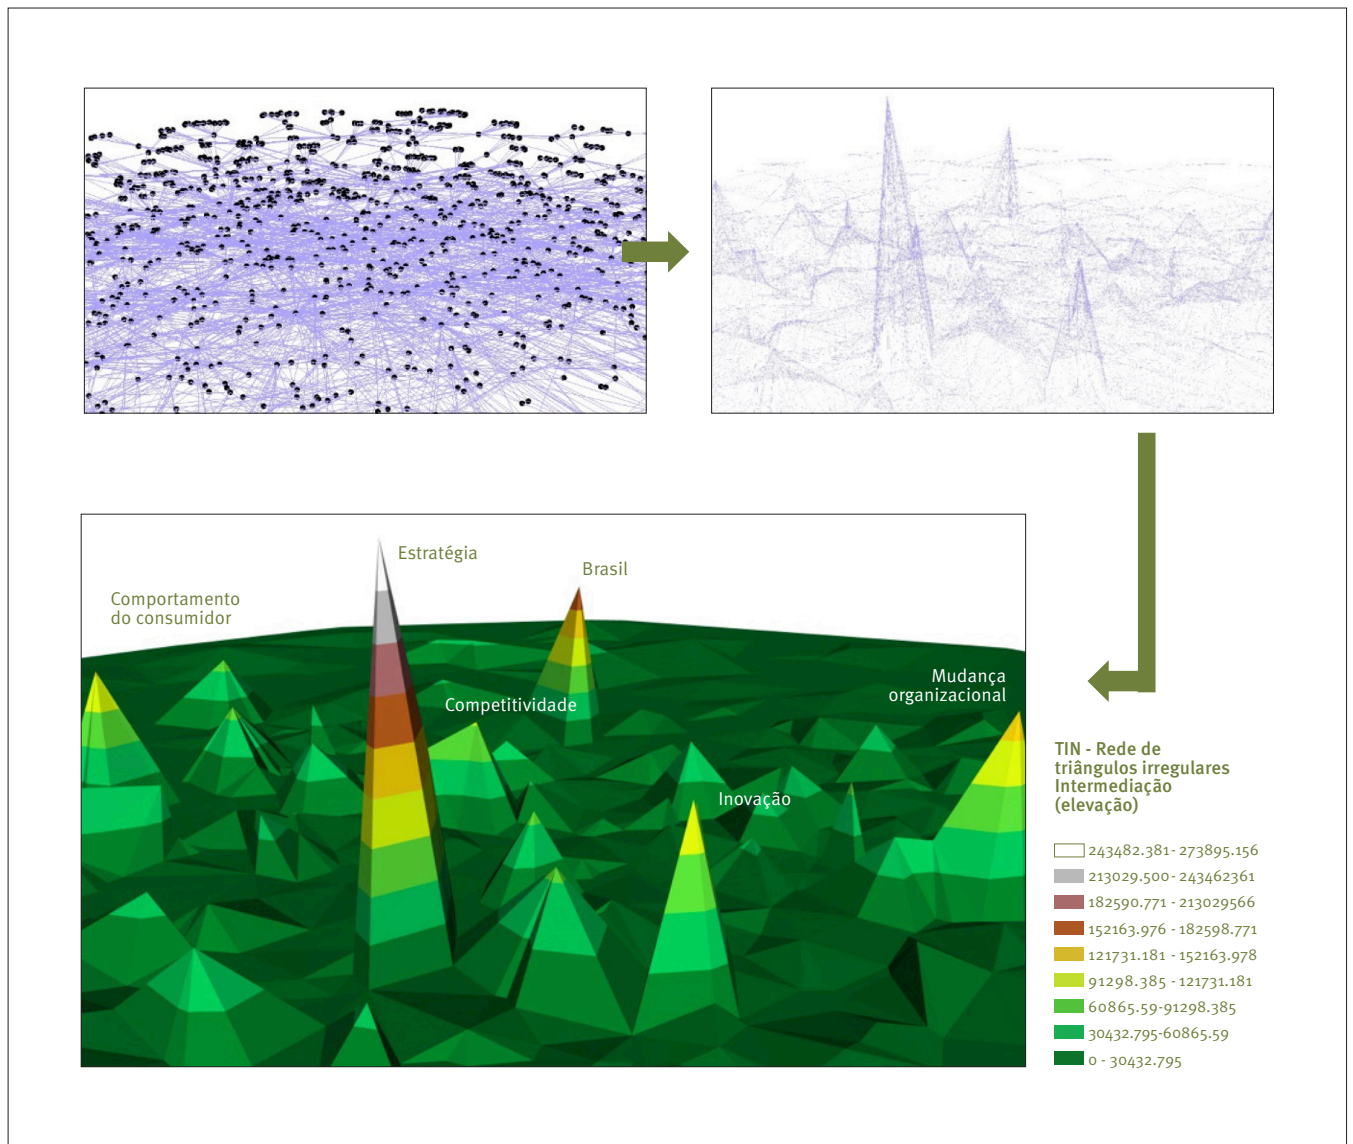 Estratégia
Brasil
Comportamento
do consumidor
Mudança
organizacional
Competitividade
Inovação
TIN - Rede de
triângulos irregulares
Intermediação
(elevação)
243482.381 - 273895.156
213029.500 - 243462361
182590.771 - 213029566
152163.976 - 182598.771
121731.181 - 152163.978
91298.385 - 121731.181
60865.59-91298.385
30432.795-60865.59
0 - 30432.795